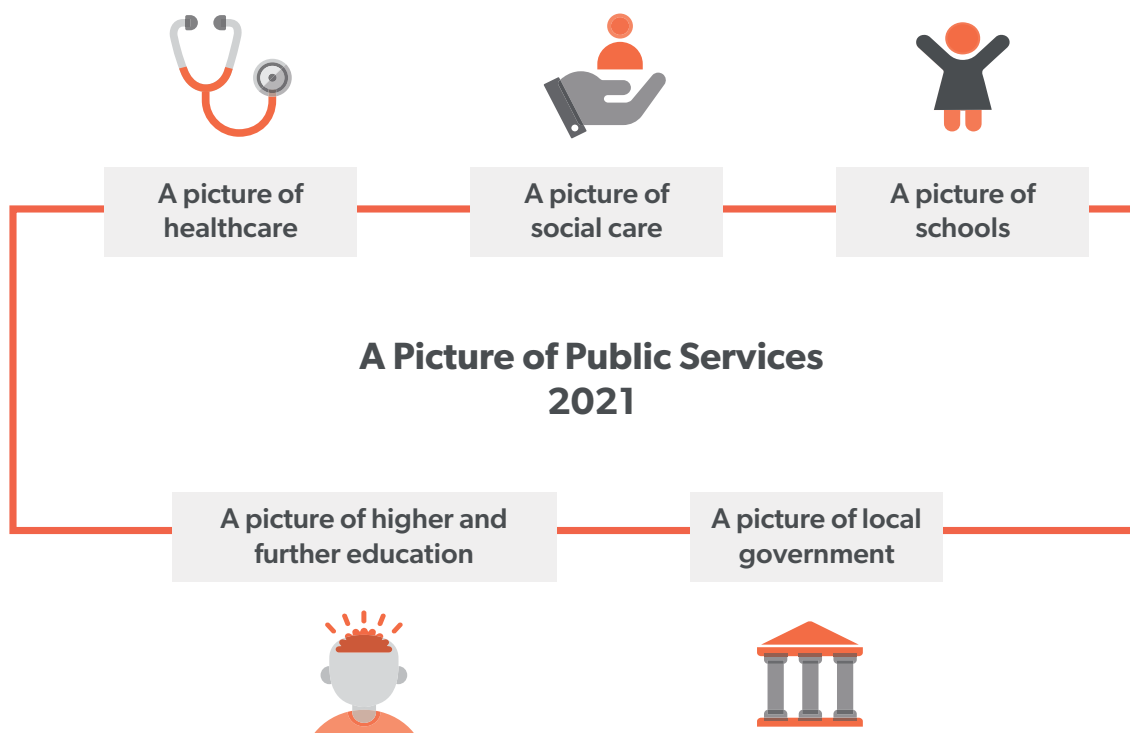 A picture of
healthcare
A picture of
social care
A picture of
schools
A Picture of Public Services
2021
A picture of higher and
further education
A picture of local
government